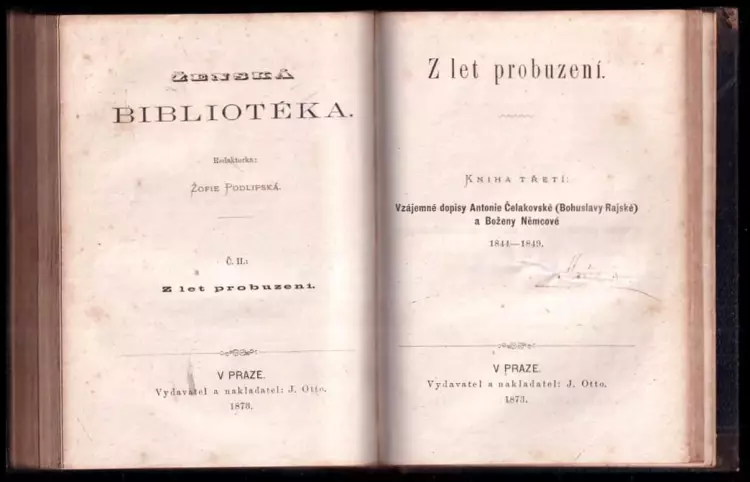 ŽENSKÁ
BIBLIOTÉKA.
Redaktorka:
ŽOFIE PODLIPSKÁ.
Č. II.:
Z let probuzení.
V PRAZE.
Vydavatel a nakladatel: J. Otto.
1873.
Z let probuzení.
KNIHA TŘETÍ:
Vzájemné dopisy Antonie Čelakovské (Bohuslavy Rajské)
a Boženy Němcové
1844—1849.
V PRAZE.
Vydavatel a nakladatel: J. Otto.
1873.